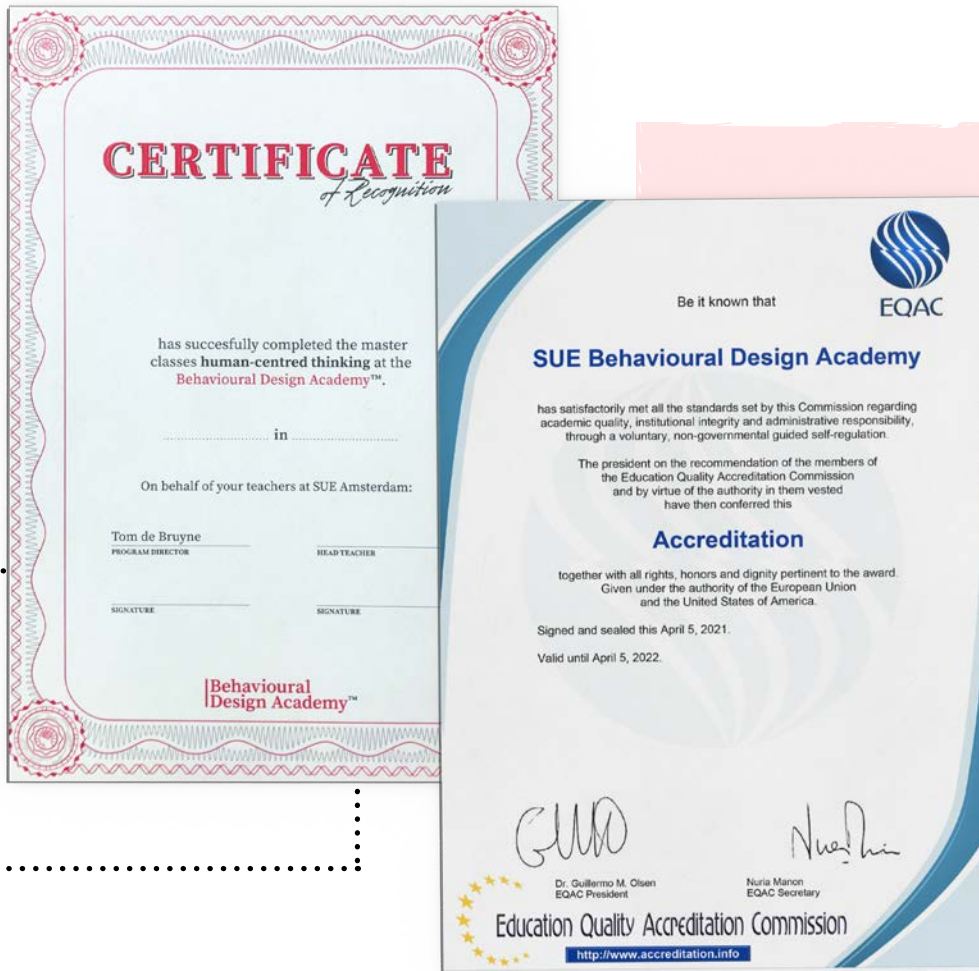 CERTIFICATE
of Recognition
has succesfully completed the master
classes human-centred thinking at the
Behavioural Design Academy™.
in
On behalf of your teachers at SUE Amsterdam:
Tom de Bruyne
PROGRAM DIRECTOR
HEAD TEACHER
SIGNATURE
SIGNATURE
Behavioural
Design Academy™
EQAC
Be it known that
SUE Behavioural Design Academy
has satisfactorily met all the standards set by this Commission regarding
academic quality, institutional integrity and administrative responsibility,
through a voluntary, non-governmental guided self-regulation.
The president on the recommendation of the members of
the Education Quality Accreditation Commission
and by virtue of the authority in them vested
have then conferred this
Accreditation
together with all rights, honors and dignity pertinent to the award.
Given under the authority of the European Union
and the United States of America.
Signed and sealed this April 5, 2021.
Valid until April 5, 2022.
Dr. Guillermo M. Olsen
EQAC President
Nuria Manon
EQAC Secretary
Education Quality Accreditation Commission
http://www.accreditation.info